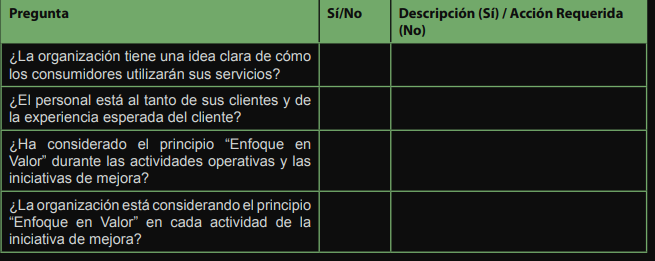 Pregunta
Sí/No
Descripción (Sí) / Acción Requerida
(No)
¿La organización tiene una idea clara de cómo
los consumidores utilizarán sus servicios?
¿El personal está al tanto de sus clientes y de
la experiencia esperada del cliente?
¿Ha considerado el principio “Enfoque en
Valor” durante las actividades operativas y las
iniciativas de mejora?
¿La organización está considerando el principio
“Enfoque en Valor” en cada actividad de la
iniciativa de mejora?